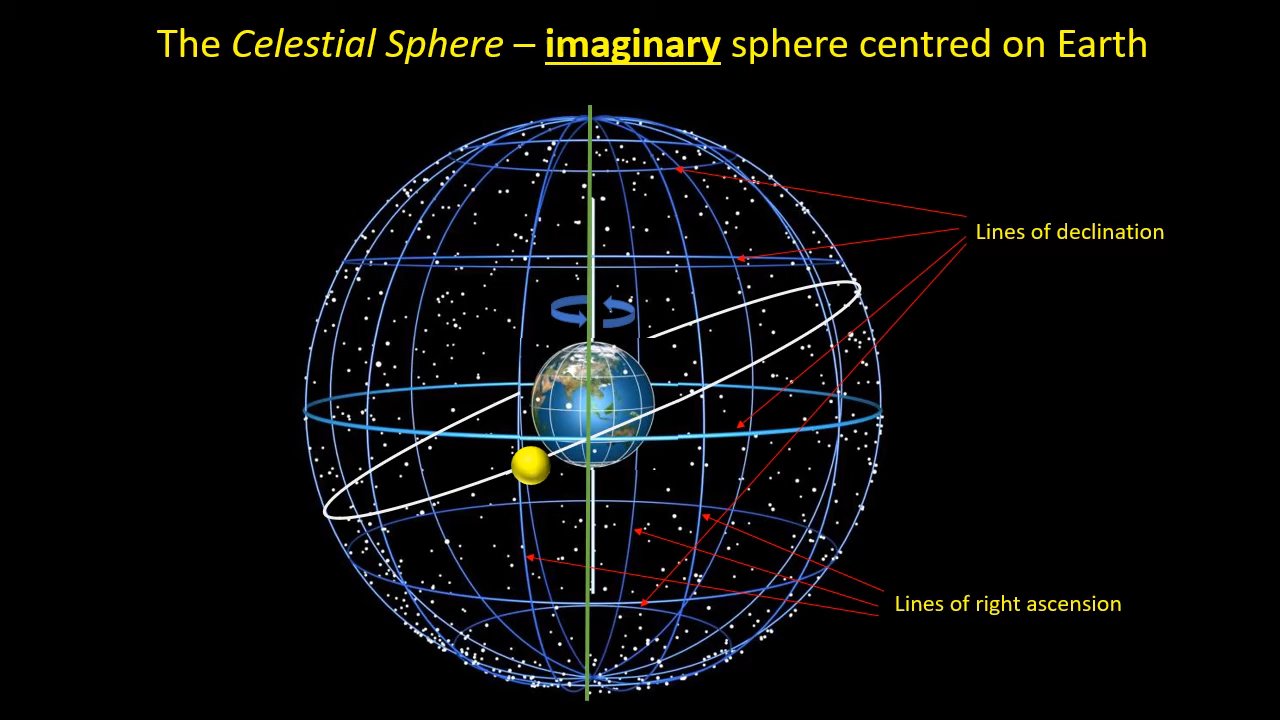 The Celestial Sphere – imaginary sphere centred on Earth
Lines of declination
Lines of right ascension